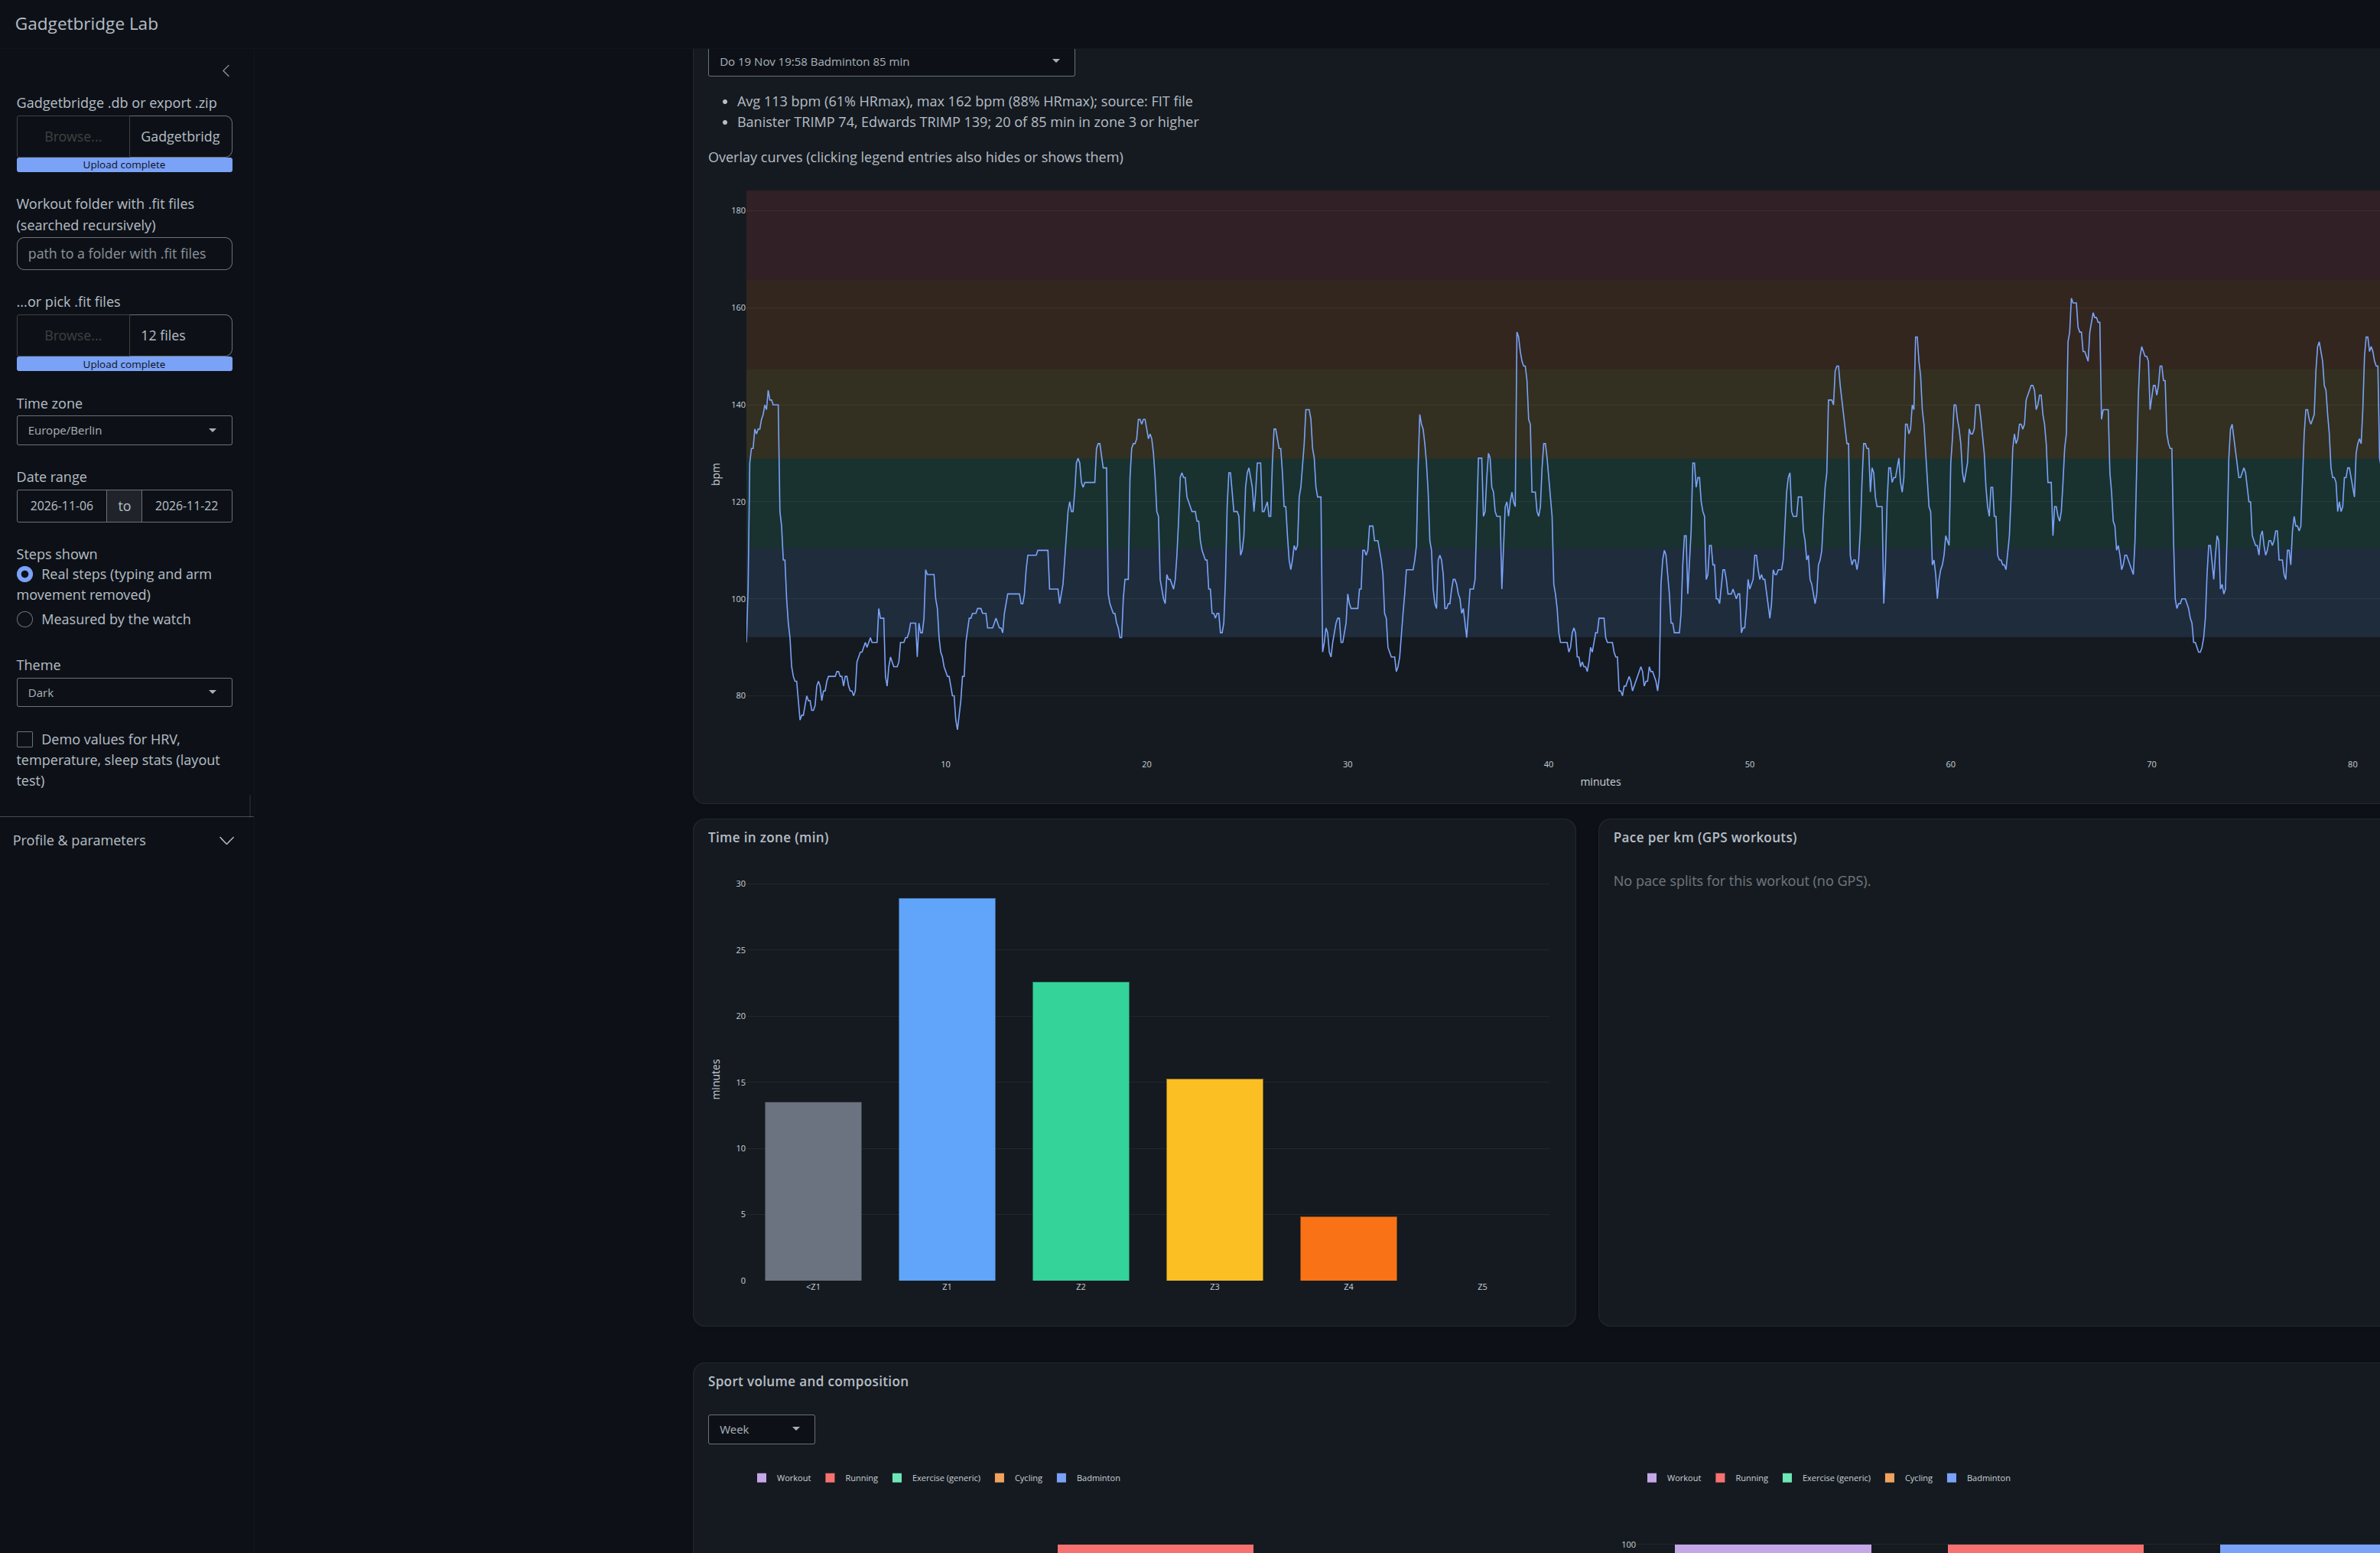 Gadgetbridge Lab
Gadgetbridge .db or export .zip
Browse...
Gadgetbridg
Upload complete
Workout folder with .fit files
(searched recursively)
path to a folder with .fit files
...or pick .fit files
Browse...
12 files
Upload complete
Time zone
Europe/Berlin
Date range
2026-11-06 to 2026-11-22
Steps shown
Real steps (typing and arm
movement removed)
Measured by the watch
Theme
Dark
Demo values for HRV,
temperature, sleep stats (layout
test)
Profile & parameters
Do 19 Nov 19:58 Badminton 85 min
• Avg 113 bpm (61% HRmax), max 162 bpm (88% HRmax); source: FIT file
• Banister TRIMP 74, Edwards TRIMP 139; 20 of 85 min in zone 3 or higher
Overlay curves (clicking legend entries also hides or shows them)
180
160
140
120
100
80
bpm
10 20 30 40 50 60 70 80
minutes
Time in zone (min)
30
25
20
15
10
5
0
minutes
<Z1 Z1 Z2 Z3 Z4 Z5
Pace per km (GPS workouts)
No pace splits for this workout (no GPS).
Sport volume and composition
Week
Workout Running Exercise (generic) Cycling Badminton
Workout Running Exercise (generic) Cycling Badminton
100